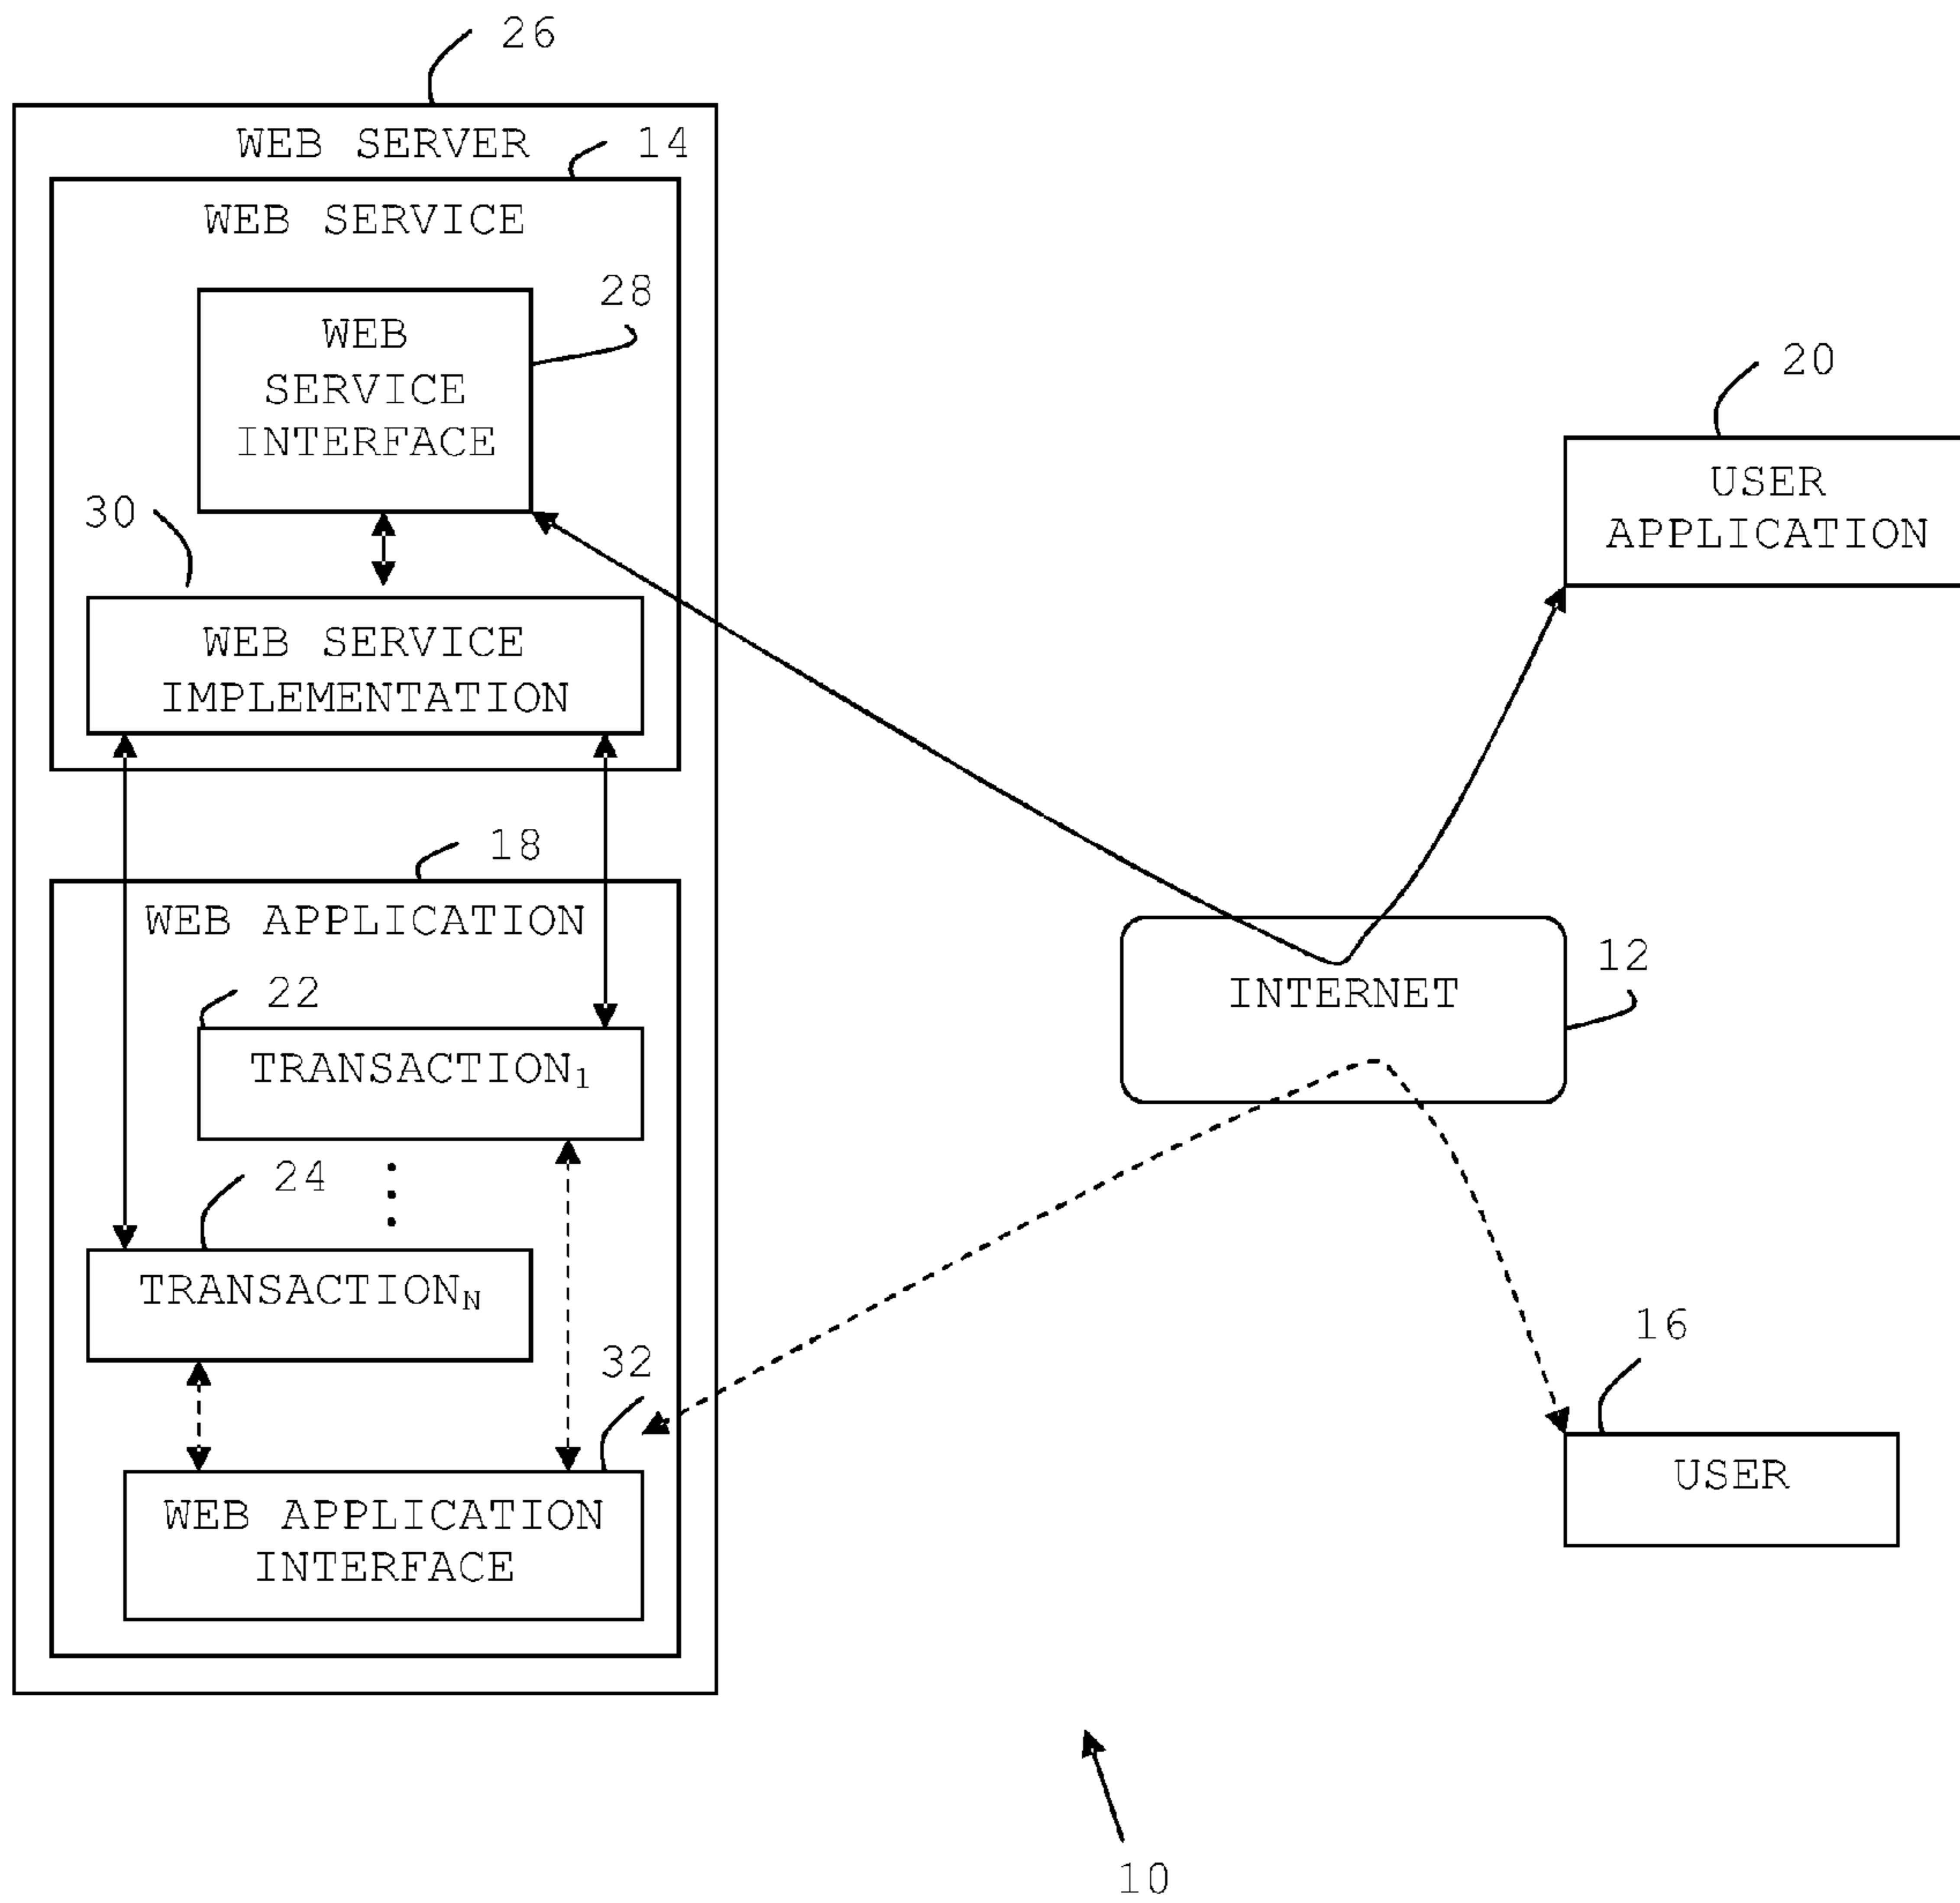 26
WEB SERVER
14
WEB SERVICE
28
WEB
SERVICE
INTERFACE
30
WEB SERVICE
IMPLEMENTATION
18
WEB APPLICATION
22
TRANSACTION₁
24
TRANSACTIONₙ
32
WEB APPLICATION
INTERFACE
20
USER
APPLICATION
12
INTERNET
16
USER
10